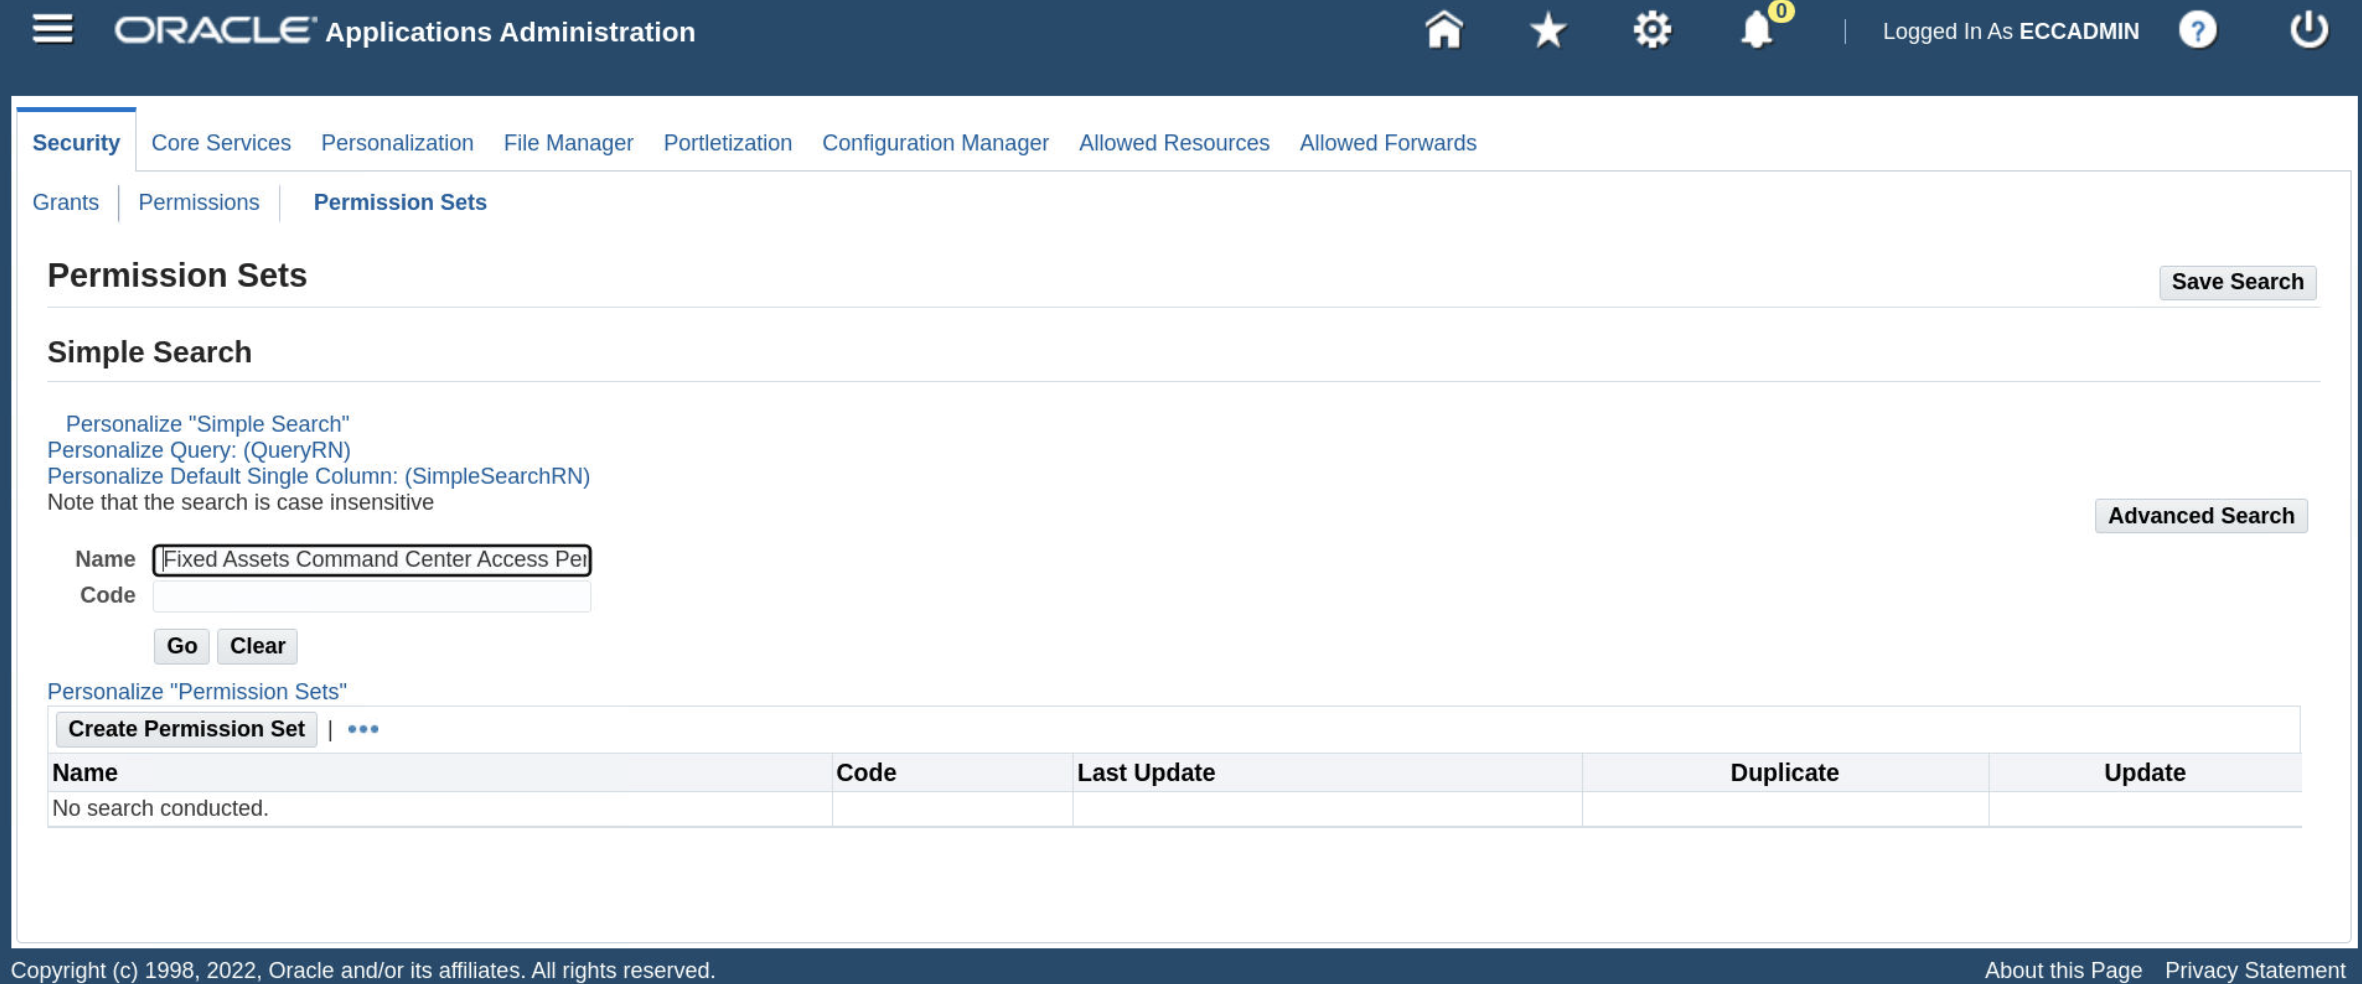 ORACLE Applications Administration 0 Logged In As ECCADMIN ?
Security Core Services Personalization File Manager Portletization Configuration Manager Allowed Resources Allowed Forwards
Grants Permissions Permission Sets
Permission Sets
Save Search
Simple Search
Personalize "Simple Search"
Personalize Query: (QueryRN)
Personalize Default Single Column: (SimpleSearchRN)
Note that the search is case insensitive
Advanced Search
Name Fixed Assets Command Center Access Per
Code
Go Clear
Personalize "Permission Sets"
Create Permission Set | •••
Name Code Last Update Duplicate Update
No search conducted.
Copyright (c) 1998, 2022, Oracle and/or its affiliates. All rights reserved. About this Page Privacy Statement